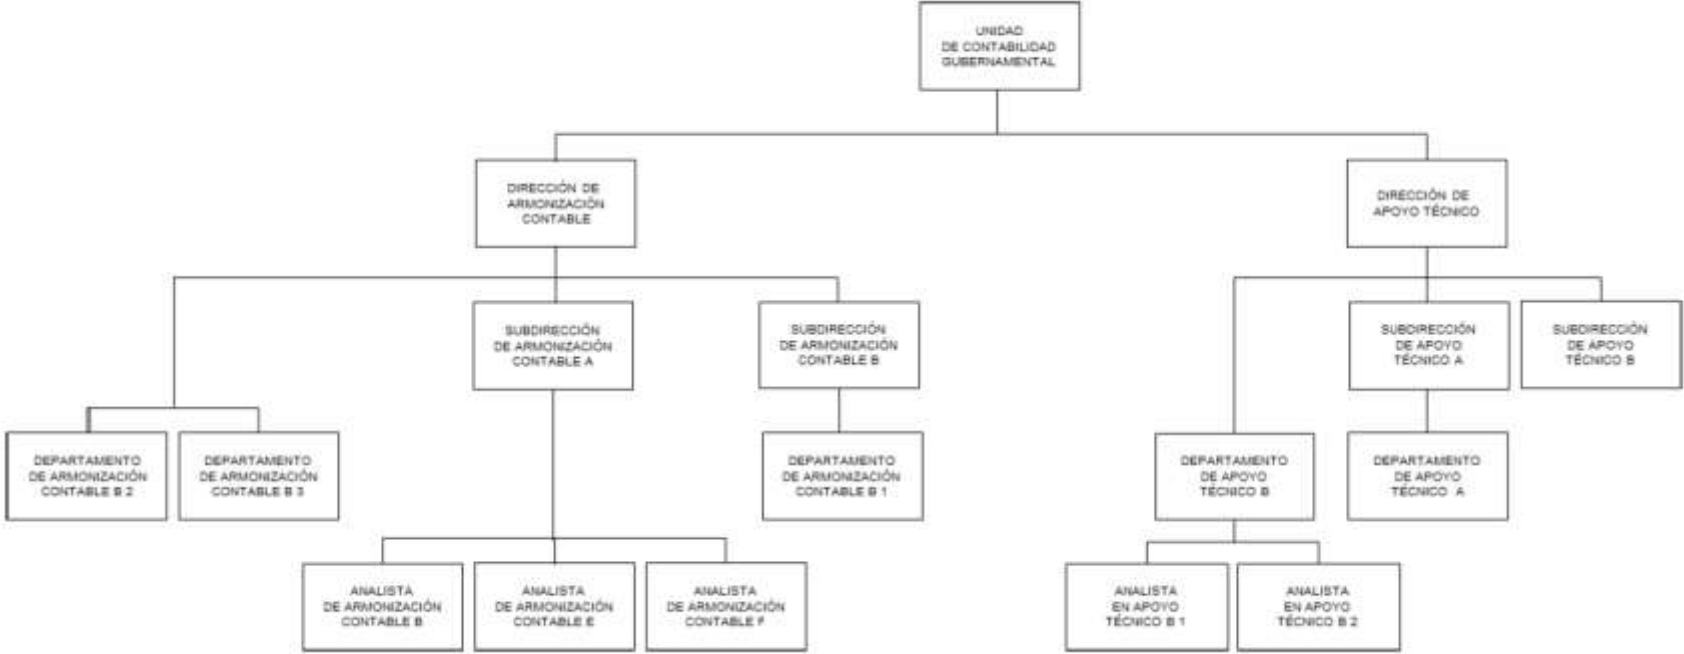 UNIDAD
DE CONTABILIDAD
GUBERNAMENTAL
DIRECCIÓN DE
ARMONIZACIÓN
CONTABLE
DIRECCIÓN DE
APOYO TÉCNICO
SUBDIRECCIÓN
DE ARMONIZACIÓN
CONTABLE A
SUBDIRECCIÓN
DE ARMONIZACIÓN
CONTABLE B
SUBDIRECCIÓN
DE APOYO
TÉCNICO A
SUBDIRECCIÓN
DE APOYO
TÉCNICO B
DEPARTAMENTO
DE ARMONIZACIÓN
CONTABLE B 2
DEPARTAMENTO
DE ARMONIZACIÓN
CONTABLE B 3
DEPARTAMENTO
DE ARMONIZACIÓN
CONTABLE B 1
DEPARTAMENTO
DE APOYO
TÉCNICO B
DEPARTAMENTO
DE APOYO
TÉCNICO A
ANALISTA
DE ARMONIZACIÓN
CONTABLE B
ANALISTA
DE ARMONIZACIÓN
CONTABLE E
ANALISTA
DE ARMONIZACIÓN
CONTABLE F
ANALISTA
EN APOYO
TÉCNICO B 1
ANALISTA
EN APOYO
TÉCNICO B 2